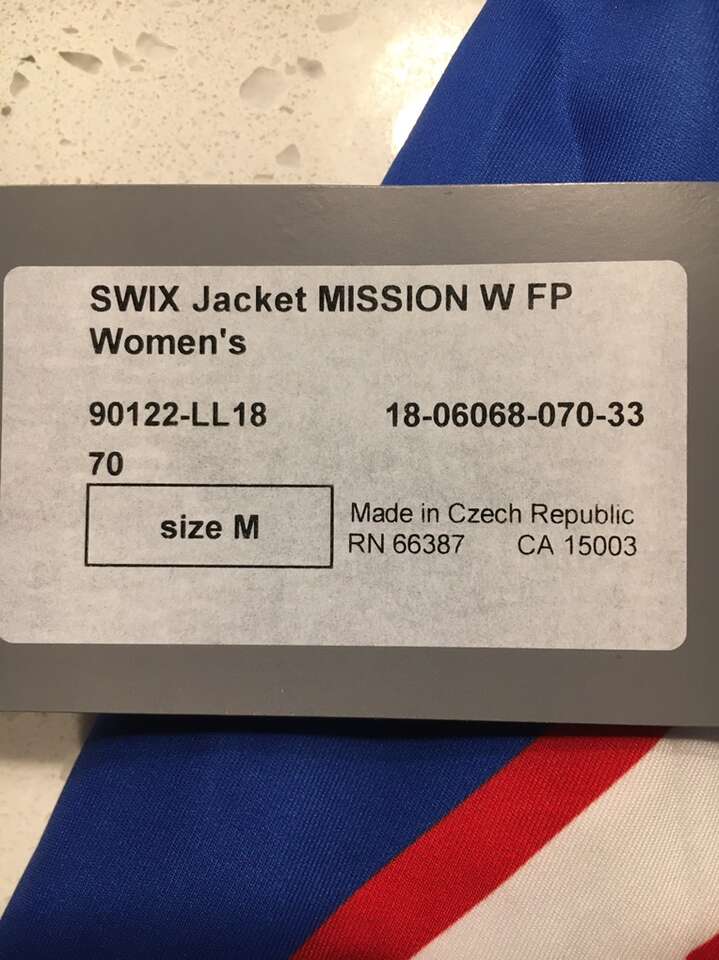 SWIX Jacket MISSION W FP
Women's
90122-LL18 18-06068-070-33
70
size M
Made in Czech Republic
RN 66387 CA 15003